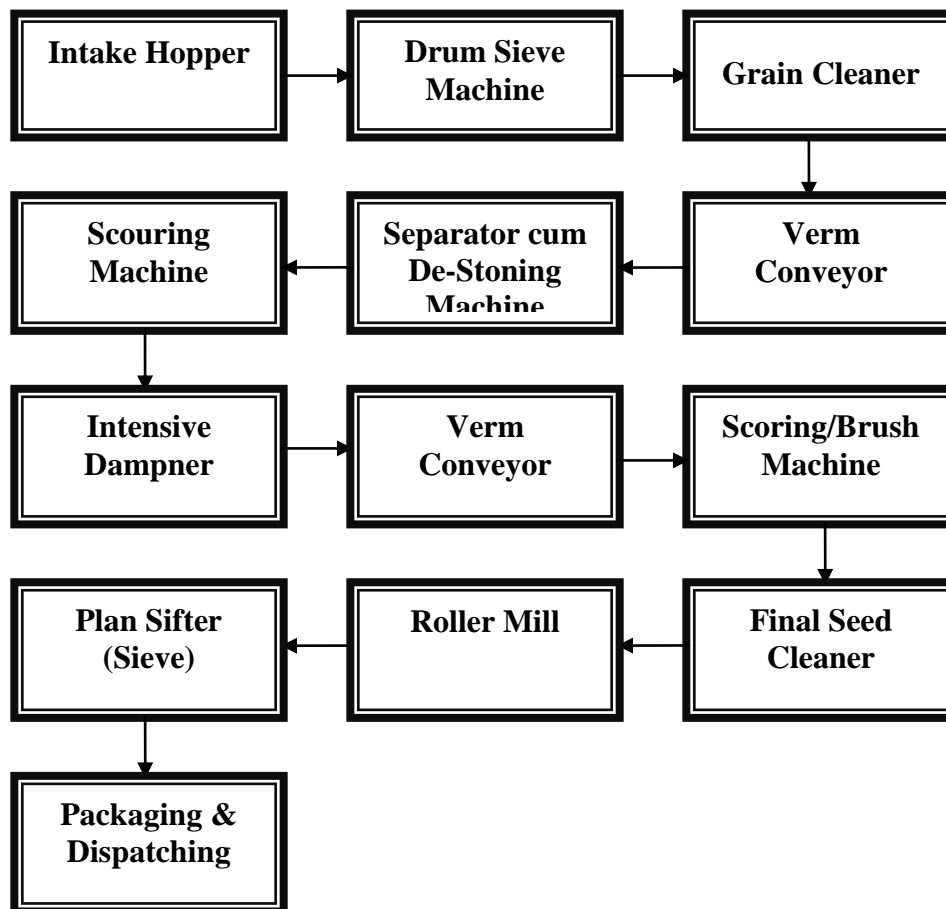 Intake Hopper
Drum Sieve
Machine
Grain Cleaner
Scouring
Machine
Separator cum
De-Stoning
Machine
Verm
Conveyor
Intensive
Dampner
Verm
Conveyor
Scoring/Brush
Machine
Plan Sifter
(Sieve)
Roller Mill
Final Seed
Cleaner
Packaging &
Dispatching